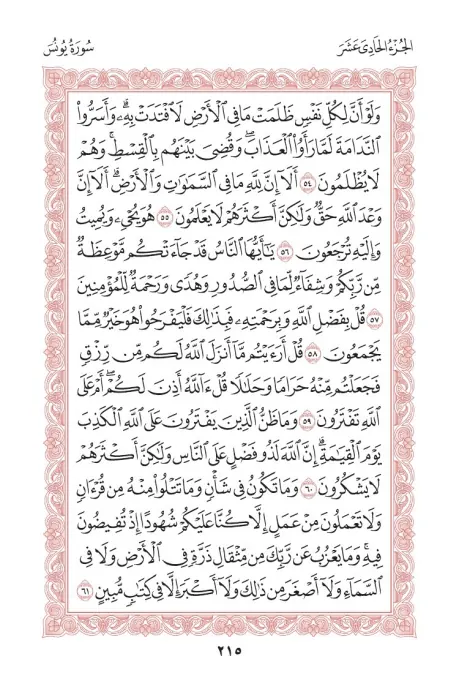 الجزء الحادي عشر
سورة يونس
وَلَوْ أَنَّ لِكُلِّ نَفْسٍ ظَلَمَتْ مَا فِي ٱلْأَرْضِ لَٱفْتَدَتْ بِهِۦۗ وَأَسَرُّوا۟
ٱلنَّدَامَةَ لَمَّا رَأَوُا۟ ٱلْعَذَابَۖ وَقُضِىَ بَيْنَهُم بِٱلْقِسْطِۚ وَهُمْ
لَا يُظْلَمُونَ ٥٤ أَلَآ إِنَّ لِلَّهِ مَا فِي ٱلسَّمَٰوَٰتِ وَٱلْأَرْضِۗ أَلَآ إِنَّ
وَعْدَ ٱللَّهِ حَقٌّ وَلَٰكِنَّ أَكْثَرَهُمْ لَا يَعْلَمُونَ ٥٥ هُوَ يُحْىِۦ وَيُمِيتُ
وَإِلَيْهِ تُرْجَعُونَ ٥٦ يَٰٓأَيُّهَا ٱلنَّاسُ قَدْ جَآءَتْكُم مَّوْعِظَةٌ
مِّن رَّبِّكُمْ وَشِفَآءٌ لِّمَا فِي ٱلصُّدُورِ وَهُدًى وَرَحْمَةٌ لِّلْمُؤْمِنِينَ
٥٧ قُلْ بِفَضْلِ ٱللَّهِ وَبِرَحْمَتِهِۦ فَبِذَٰلِكَ فَلْيَفْرَحُوا۟ هُوَ خَيْرٌ مِّمَّا
يَجْمَعُونَ ٥٨ قُلْ أَرَءَيْتُم مَّآ أَنزَلَ ٱللَّهُ لَكُم مِّن رِّزْقٍ
فَجَعَلْتُم مِّنْهُ حَرَامًا وَحَلَٰلًا قُلْ ءَآللَّهُ أَذِنَ لَكُمْۖ أَمْ عَلَى
ٱللَّهِ تَفْتَرُونَ ٥٩ وَمَا ظَنُّ ٱلَّذِينَ يَفْتَرُونَ عَلَى ٱللَّهِ ٱلْكَذِبَ
يَوْمَ ٱلْقِيَٰمَةِۗ إِنَّ ٱللَّهَ لَذُو فَضْلٍ عَلَى ٱلنَّاسِ وَلَٰكِنَّ أَكْثَرَهُمْ
لَا يَشْكُرُونَ ٦٠ وَمَا تَكُونُ فِي شَأْنٍ وَمَا تَتْلُوا۟ مِنْهُ مِن قُرْءَانٍ
وَلَا تَعْمَلُونَ مِنْ عَمَلٍ إِلَّا كُنَّا عَلَيْكُمْ شُهُودًا إِذْ تُفِيضُونَ
فِيهِۚ وَمَا يَعْزُبُ عَن رَّبِّكَ مِن مِّثْقَالِ ذَرَّةٍ فِي ٱلْأَرْضِ وَلَا فِي
ٱلسَّمَآءِ وَلَآ أَصْغَرَ مِن ذَٰلِكَ وَلَآ أَكْبَرَ إِلَّا فِي كِتَٰبٍ مُّبِينٍ ٦١
٢١٥